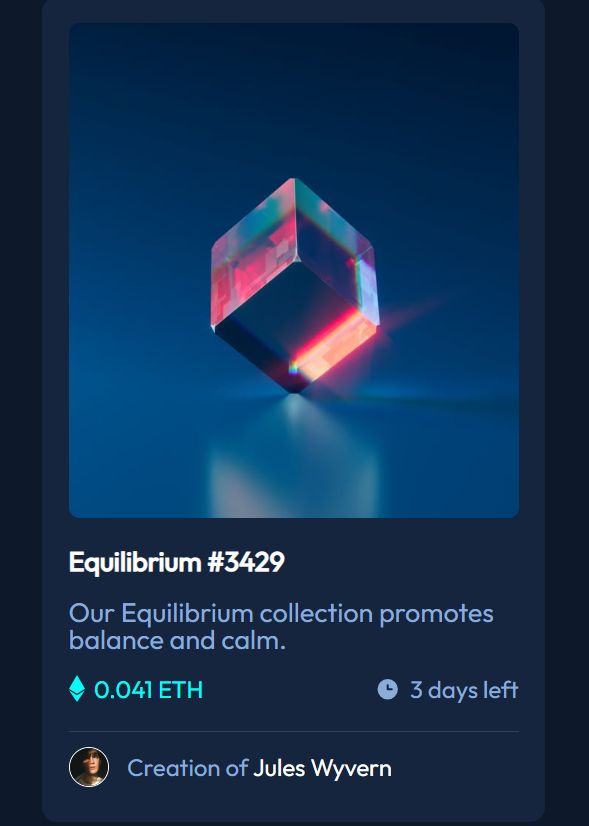 Equilibrium #3429
Our Equilibrium collection promotes
balance and calm.
0.041 ETH
3 days left
Creation of Jules Wyvern